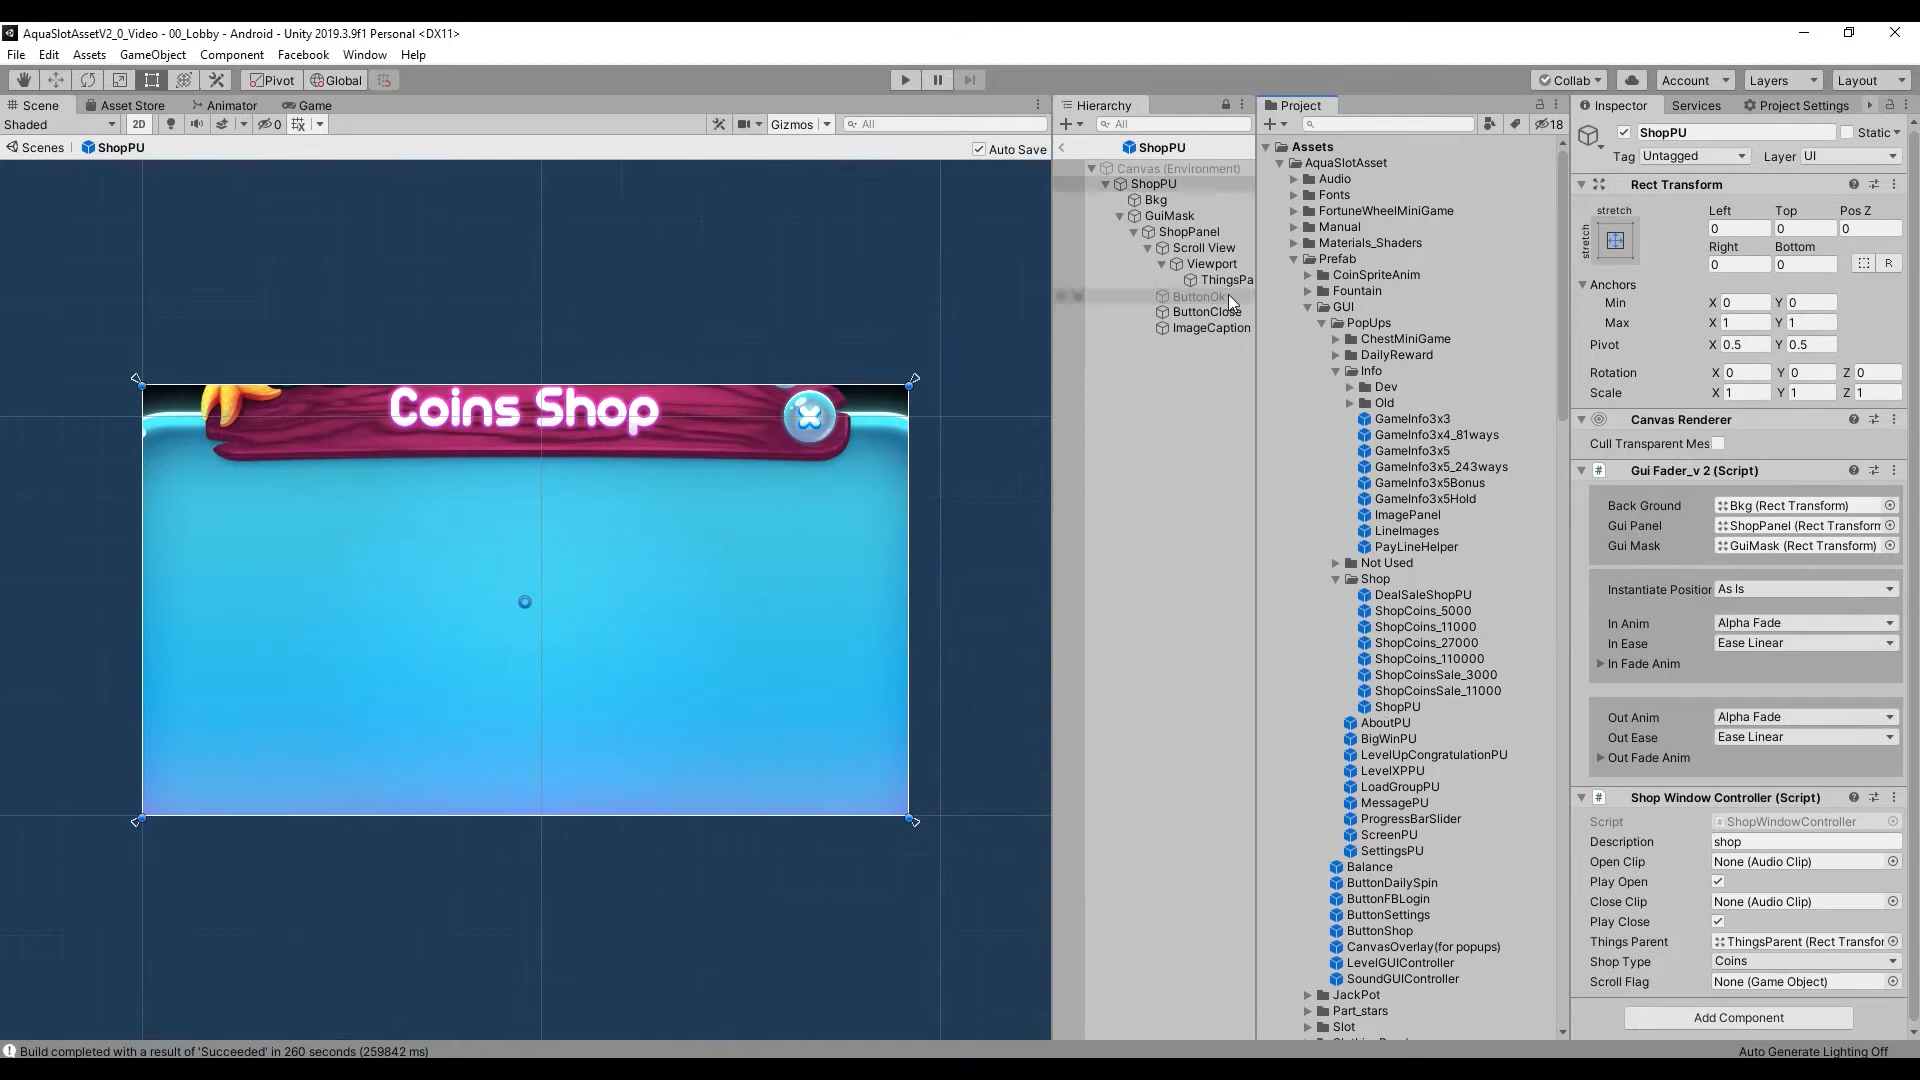 AquaSlotAssetV2_0_Video - 00_Lobby - Android - Unity 2019.3.9f1 Personal <DX11>
File Edit Assets GameObject Component Facebook Window Help
Pivot Global Collab Account Layers Layout
Scene Asset Store Animator Game
Shaded 2D 0 Gizmos All
Scenes ShopPU Auto Save
Coins Shop
Hierarchy
All
ShopPU
Canvas (Environment)
ShopPU
Bkg
GuiMask
ShopPanel
Scroll View
Viewport
ThingsPa
ButtonOk
ButtonClose
ImageCaption
Project
18
Assets
AquaSlotAsset
Audio
Fonts
FortuneWheelMiniGame
Manual
Materials_Shaders
Prefab
CoinSpriteAnim
Fountain
GUI
PopUps
ChestMiniGame
DailyReward
Info
Dev
Old
GameInfo3x3
GameInfo3x4_81ways
GameInfo3x5
GameInfo3x5_243ways
GameInfo3x5Bonus
GameInfo3x5Hold
ImagePanel
LineImages
PayLineHelper
Not Used
Shop
DealSaleShopPU
ShopCoins_5000
ShopCoins_11000
ShopCoins_27000
ShopCoins_110000
ShopCoinsSale_3000
ShopCoinsSale_11000
ShopPU
AboutPU
BigWinPU
LevelUpCongratulationPU
LevelXPPU
LoadGroupPU
MessagePU
ProgressBarSlider
ScreenPU
SettingsPU
Balance
ButtonDailySpin
ButtonFBLogin
ButtonSettings
ButtonShop
CanvasOverlay(for popups)
LevelGUIController
SoundGUIController
JackPot
Part_stars
Slot
Inspector Services Project Settings
ShopPU Static
Tag Untagged Layer UI
Rect Transform
stretch Left Top Pos Z
stretch 0 0 0
Right Bottom
0 0 R
Anchors
Min X 0 Y 0
Max X 1 Y 1
Pivot X 0.5 Y 0.5
Rotation X 0 Y 0 Z 0
Scale X 1 Y 1 Z 1
Canvas Renderer
Cull Transparent Mes
Gui Fader_v 2 (Script)
Back Ground Bkg (Rect Transform)
Gui Panel ShopPanel (Rect Transform
Gui Mask GuiMask (Rect Transform)
Instantiate Position As Is
In Anim Alpha Fade
In Ease Ease Linear
In Fade Anim
Out Anim Alpha Fade
Out Ease Ease Linear
Out Fade Anim
Shop Window Controller (Script)
Script ShopWindowController
Description shop
Open Clip None (Audio Clip)
Play Open
Close Clip None (Audio Clip)
Play Close
Things Parent ThingsParent (Rect Transfor
Shop Type Coins
Scroll Flag None (Game Object)
Add Component
Build completed with a result of 'Succeeded' in 260 seconds (259842 ms)
Auto Generate Lighting Off